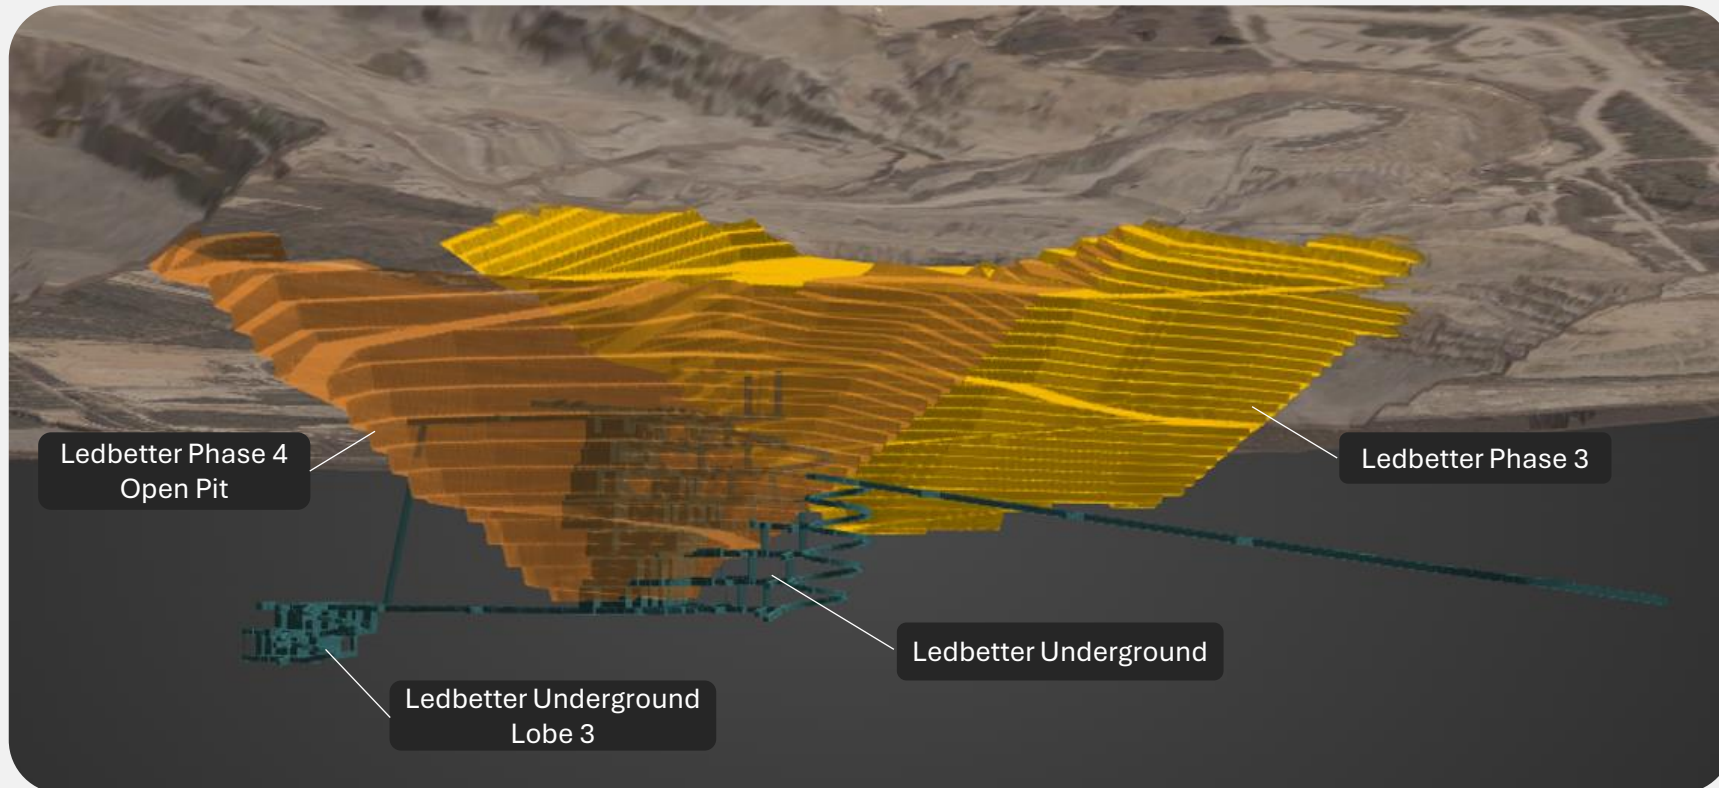 Ledbetter Phase 4
Open Pit
Ledbetter Phase 3
Ledbetter Underground
Ledbetter Underground
Lobe 3